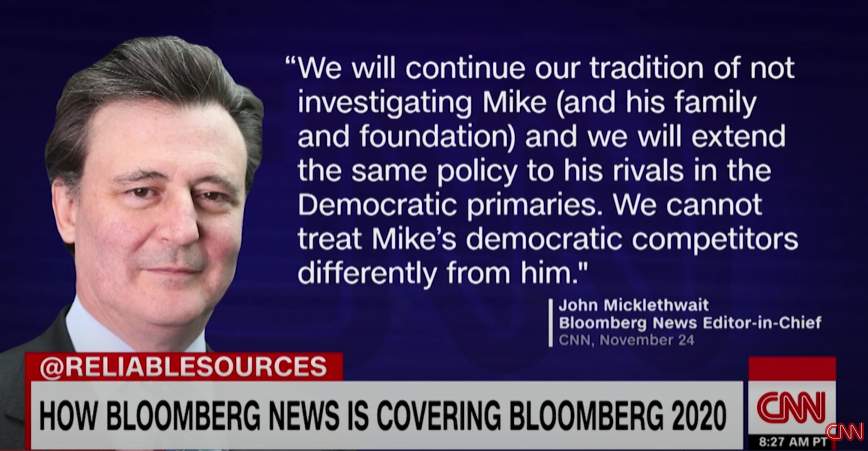 “We will continue our tradition of not
investigating Mike (and his family
and foundation) and we will extend
the same policy to his rivals in the
Democratic primaries. We cannot
treat Mike’s democratic competitors
differently from him."
John Micklethwait
Bloomberg News Editor-in-Chief
CNN, November 24
@RELIABLESOURCES
HOW BLOOMBERG NEWS IS COVERING BLOOMBERG 2020
CNN
8:27 AM PT
CNN